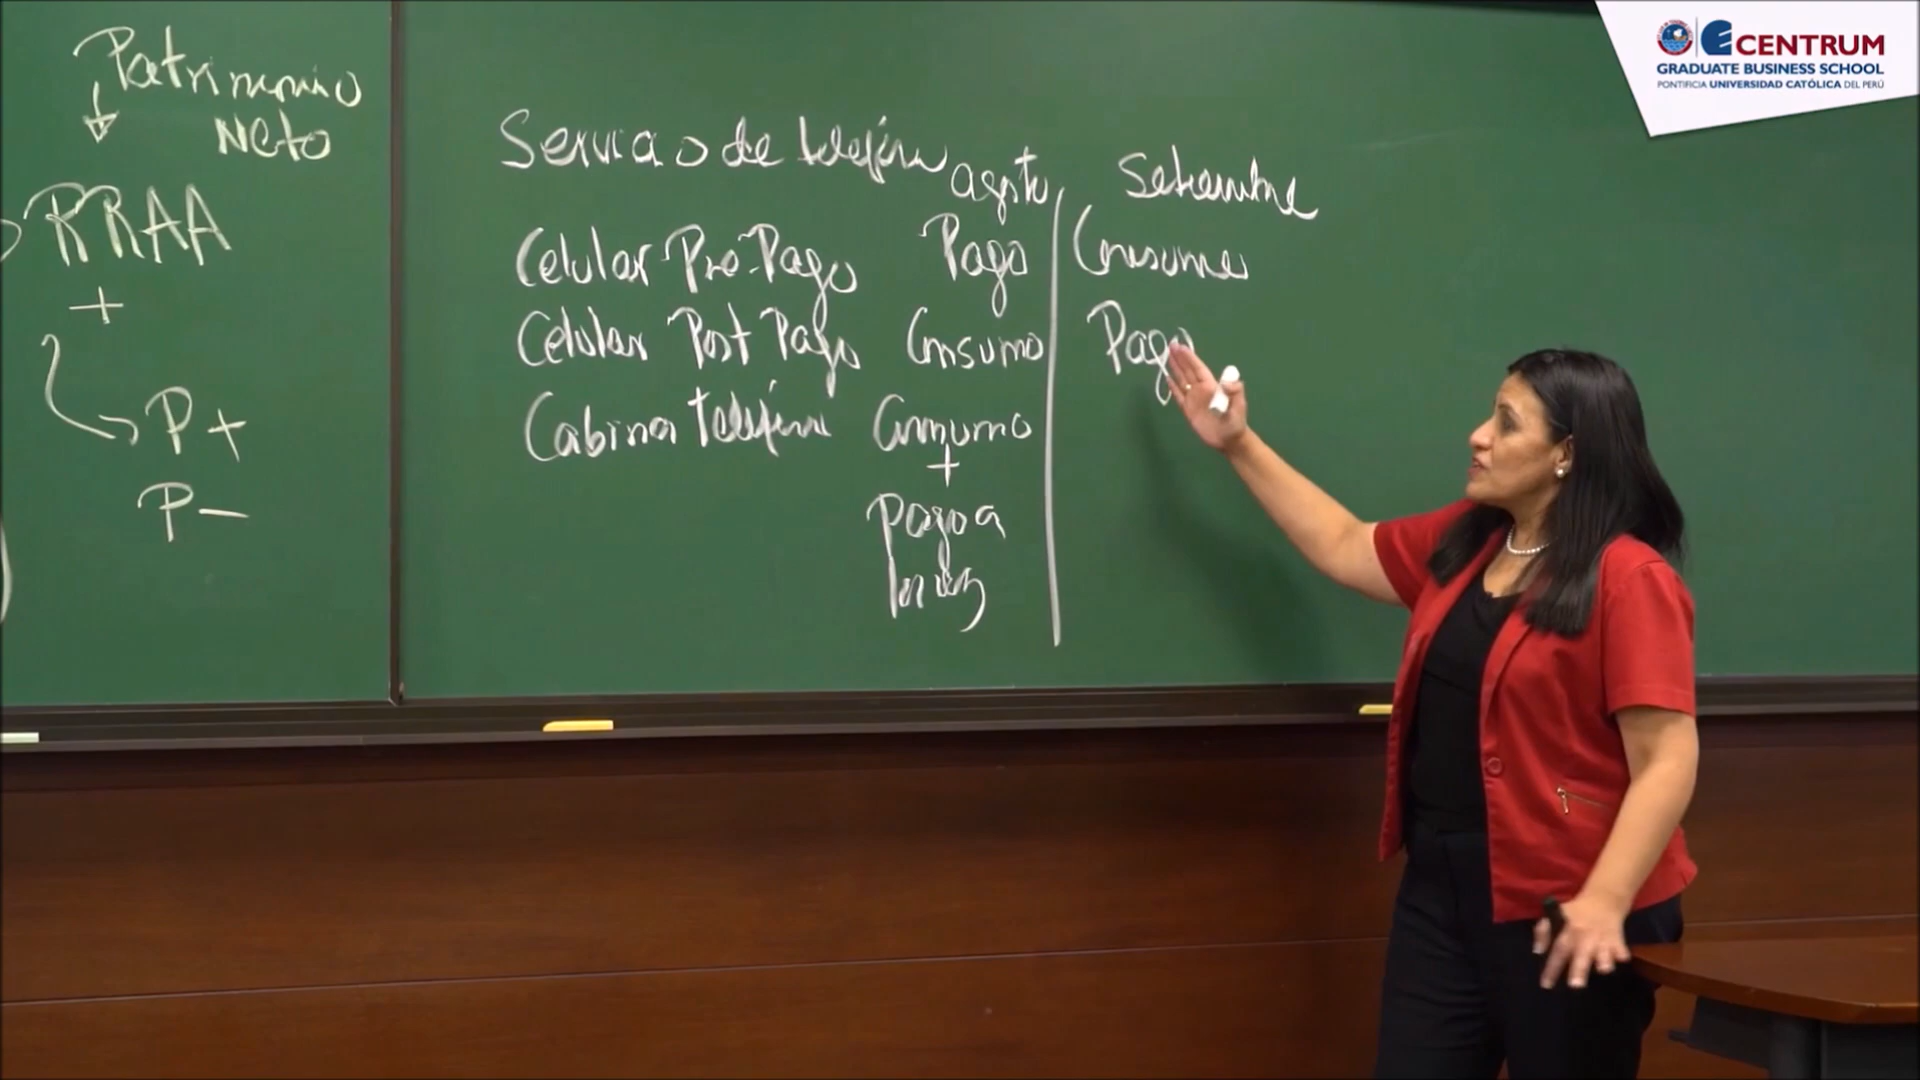 Patrimonio
Neto
RRAA
+
P+
P-
Servicio de telefonía
agosto
Setiembre
Celular Pre-Pago Pago Consumo
Celular Post Pago Consumo Pago
Cabina telefónica Consumo
+
Pago a
la vez
CENTRUM
GRADUATE BUSINESS SCHOOL
PONTIFICIA UNIVERSIDAD CATÓLICA DEL PERÚ